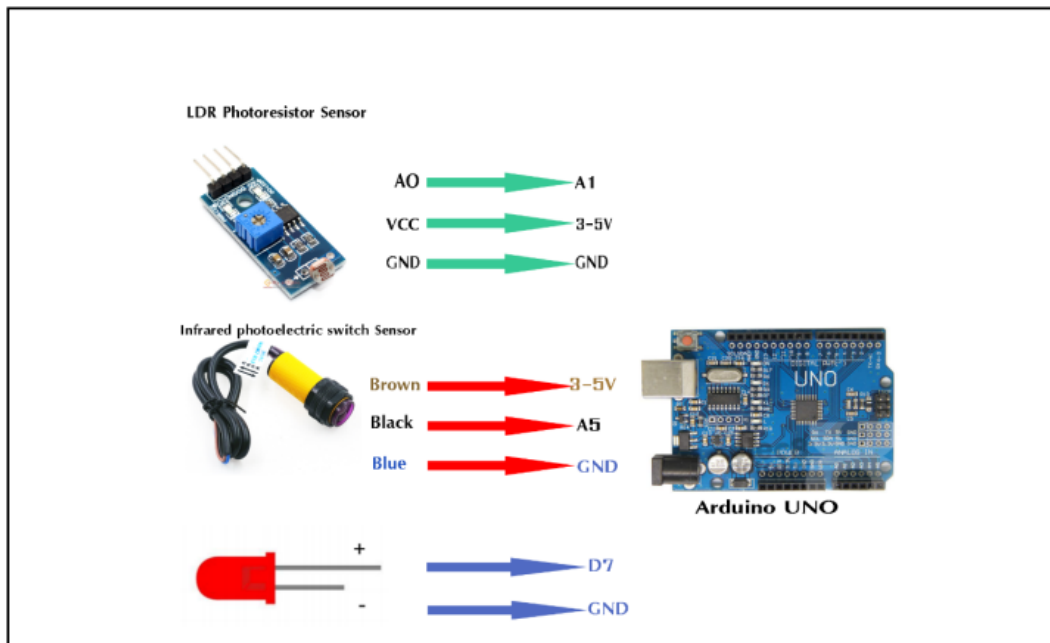 LDR Photoresistor Sensor
AO A1
VCC 3-5V
GND GND
Infrared photoelectric switch Sensor
Brown 3-5V
Black A5
Blue GND
UNO
Arduino UNO
+ D7
- GND